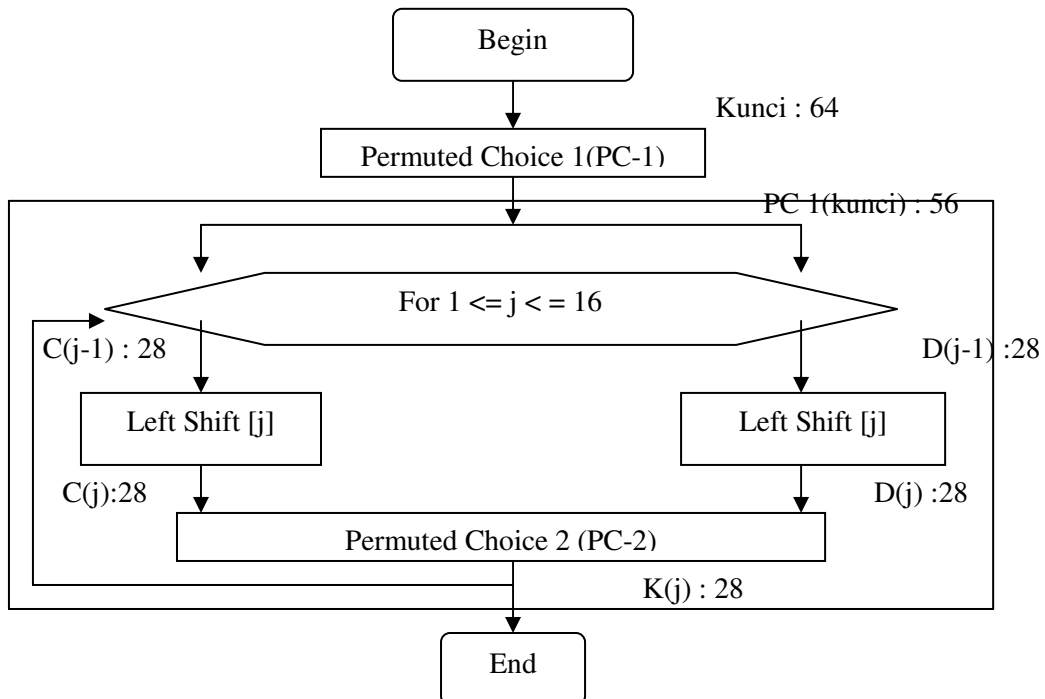 Begin
Kunci : 64
Permuted Choice 1(PC-1)
PC 1(kunci) : 56
For 1 <= j < = 16
C(j-1) : 28
D(j-1) :28
Left Shift [j]
Left Shift [j]
C(j):28
D(j) :28
Permuted Choice 2 (PC-2)
K(j) : 28
End